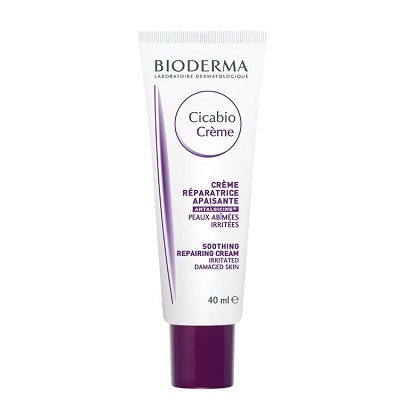 BIODERMA
LABORATOIRE DERMATOLOGIQUE
Cicabio
Crème
CRÈME
RÉPARATRICE
APAISANTE
ANTALGICINE
PEAUX ABÎMÉES
IRRITÉES
SOOTHING
REPAIRING CREAM
IRRITATED
DAMAGED SKIN
40 ml ℮